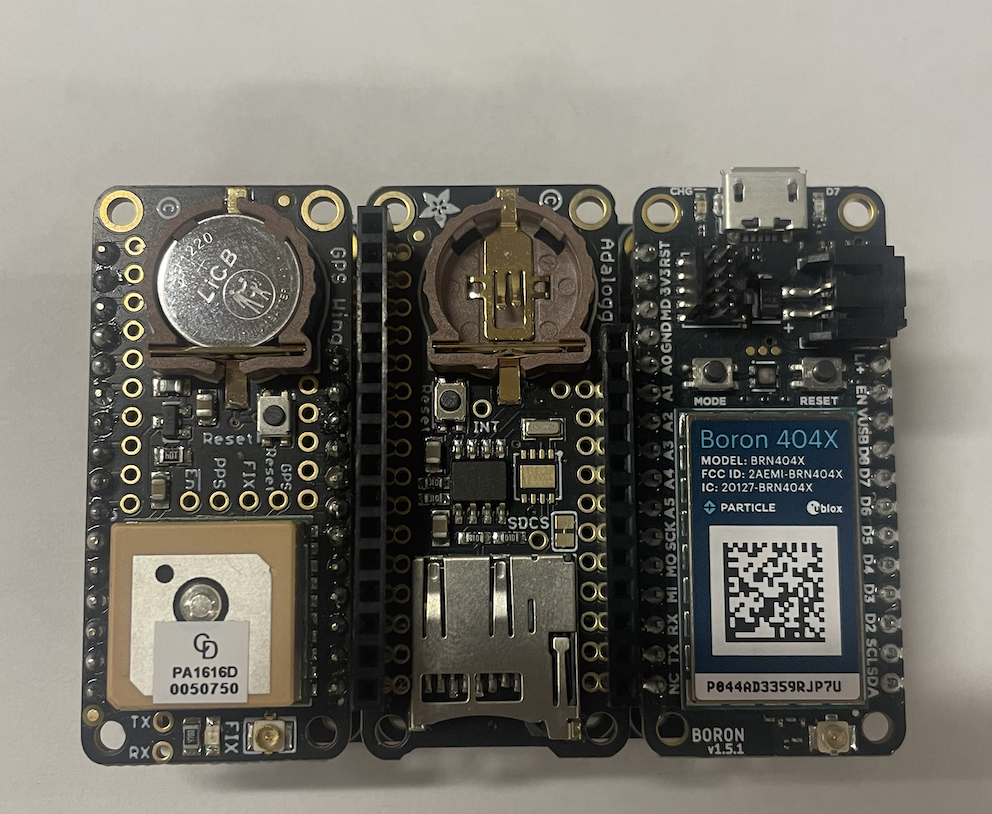 ©
GPS Wing
220
LiCB
Reset
En
PPS
FIX
Reset
GPS
CD
PA1616D
0050750
TX
RX
FIX
©
Adalogg
Reset
INT
SDCS
CHG
D7
RST
3V3
MD
GND
A0
A1
A2
A3
A4
A5
SCK
MO
MI
RX
TX
NC
Li+
EN
VUSB
D8
D7
D6
D5
D4
D3
D2
SCL
SDA
+
MODE
RESET
Boron 404X
MODEL: BRN404X
FCC ID: 2AEMI-BRN404X
IC: 20127-BRN404X
PARTICLE
ublox
P044AD3359RJP7U
BORON
v1.5.1